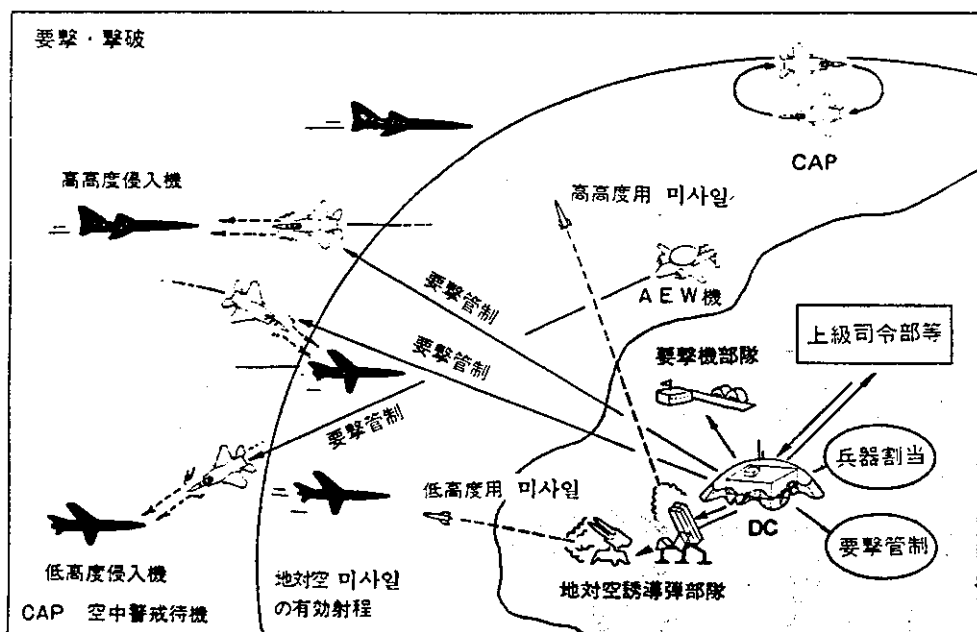 要撃・撃破
CAP
高高度侵入機
高高度用 미사일
要撃管制
AEW機
上級司令部等
要撃管制
要撃機部隊
要撃管制
兵器割当
低高度用 미사일
DC
要撃管制
低高度侵入機
地対空 미사일
の有効射程
地対空誘導弾部隊
CAP 空中警戒待機